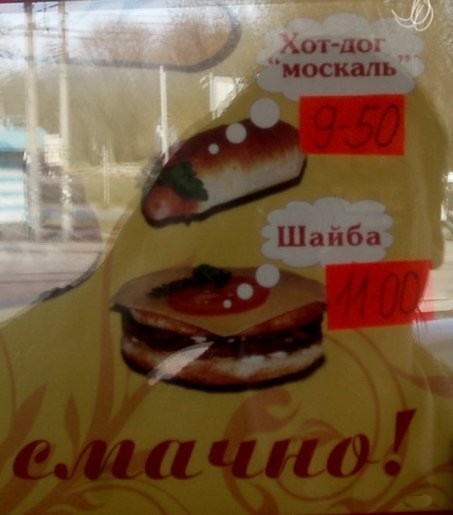 Хот-дог
“москаль”
9-50
Шайба
11-00
смачно!